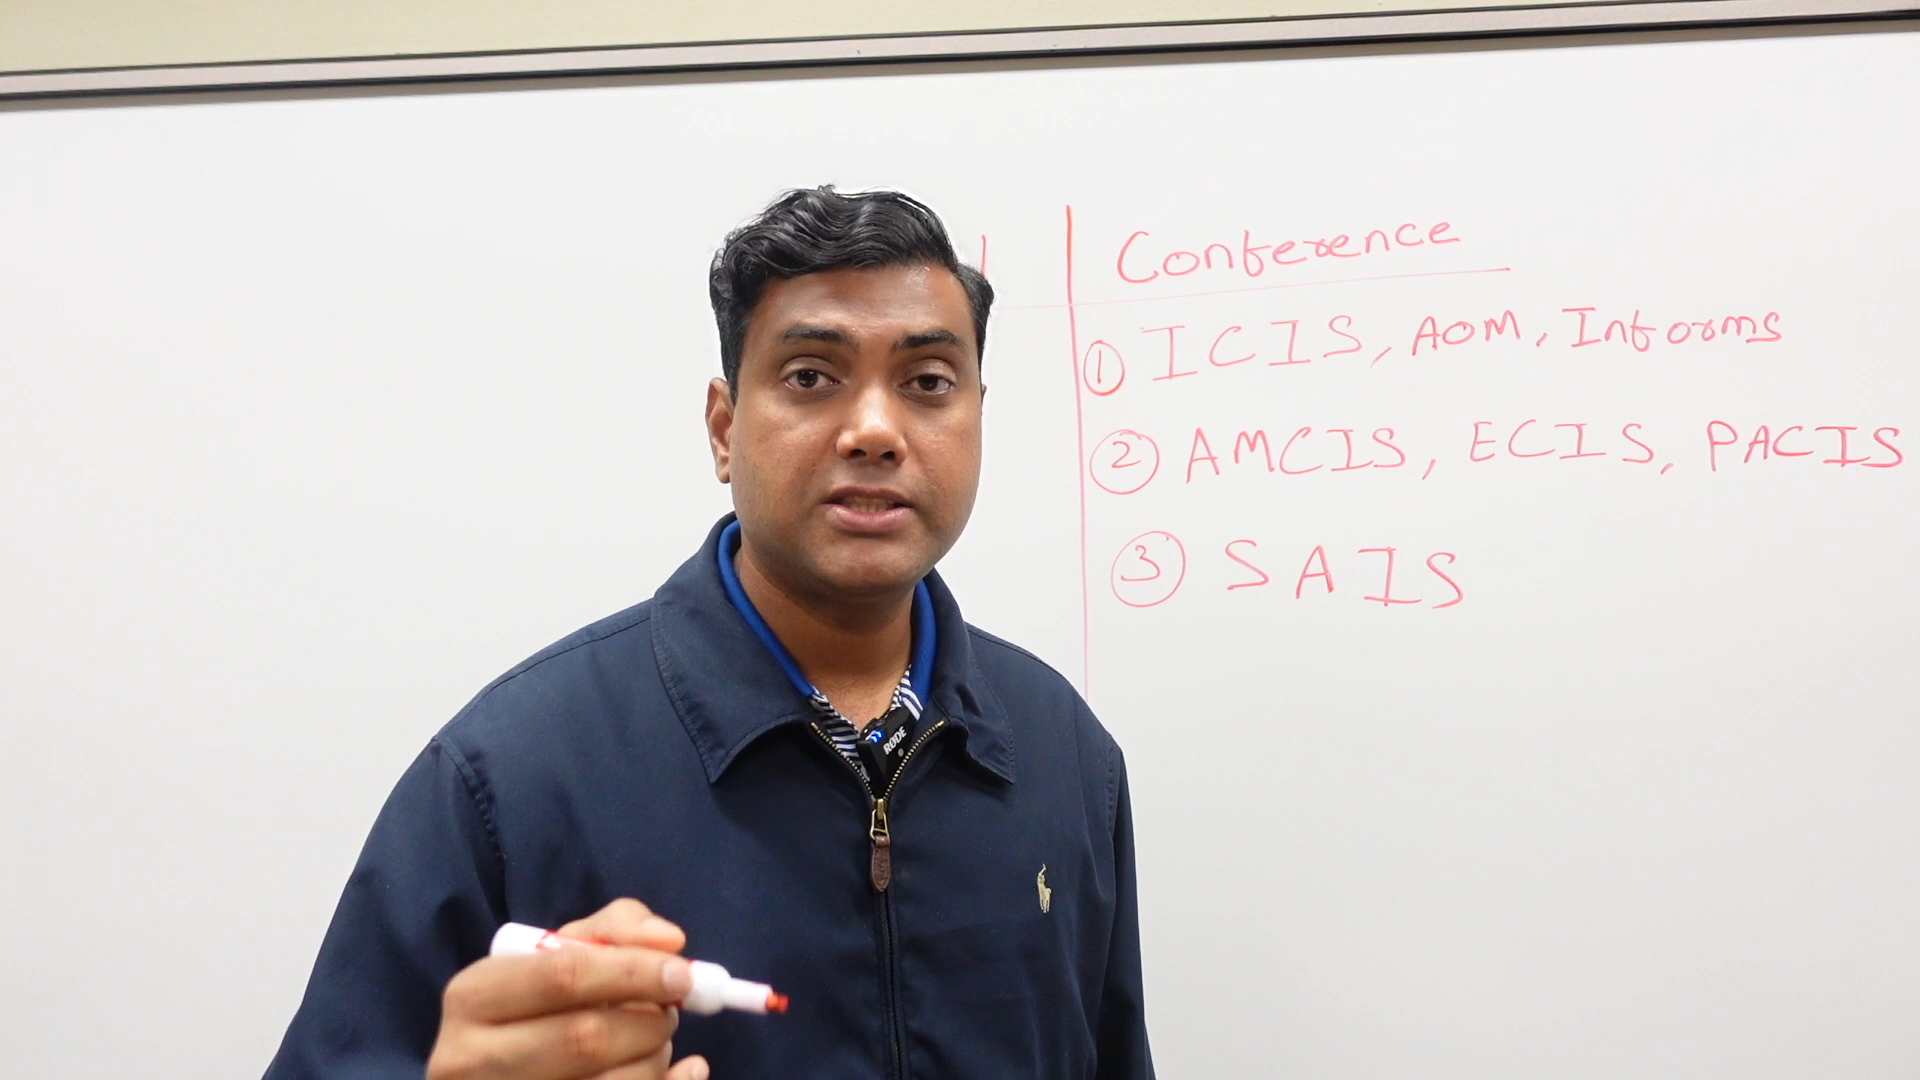 Conference
① ICIS, AOM, Informs
② AMCIS, ECIS, PACIS
③ SAIS
RØDE